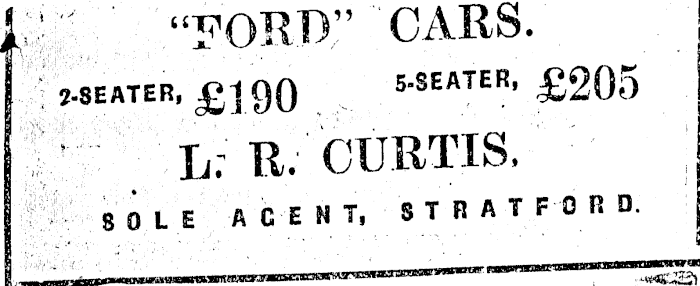 "FORD" CARS.
2-SEATER, £190 5-SEATER, £205
L. R. CURTIS,
SOLE AGENT, STRATFORD.